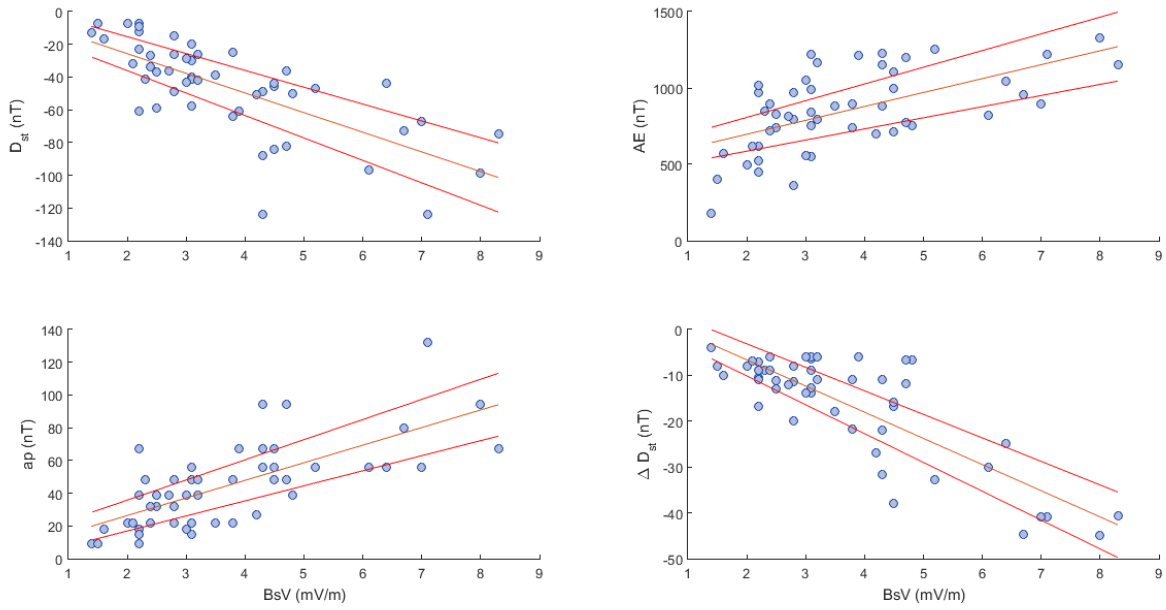 0
-20
-40
-60
-80
-100
-120
-140
D_st (nT)
1 2 3 4 5 6 7 8 9
1500
1000
500
0
AE (nT)
1 2 3 4 5 6 7 8 9
140
120
100
80
60
40
20
0
ap (nT)
1 2 3 4 5 6 7 8 9
BsV (mV/m)
0
-10
-20
-30
-40
-50
Δ D_st (nT)
1 2 3 4 5 6 7 8 9
BsV (mV/m)